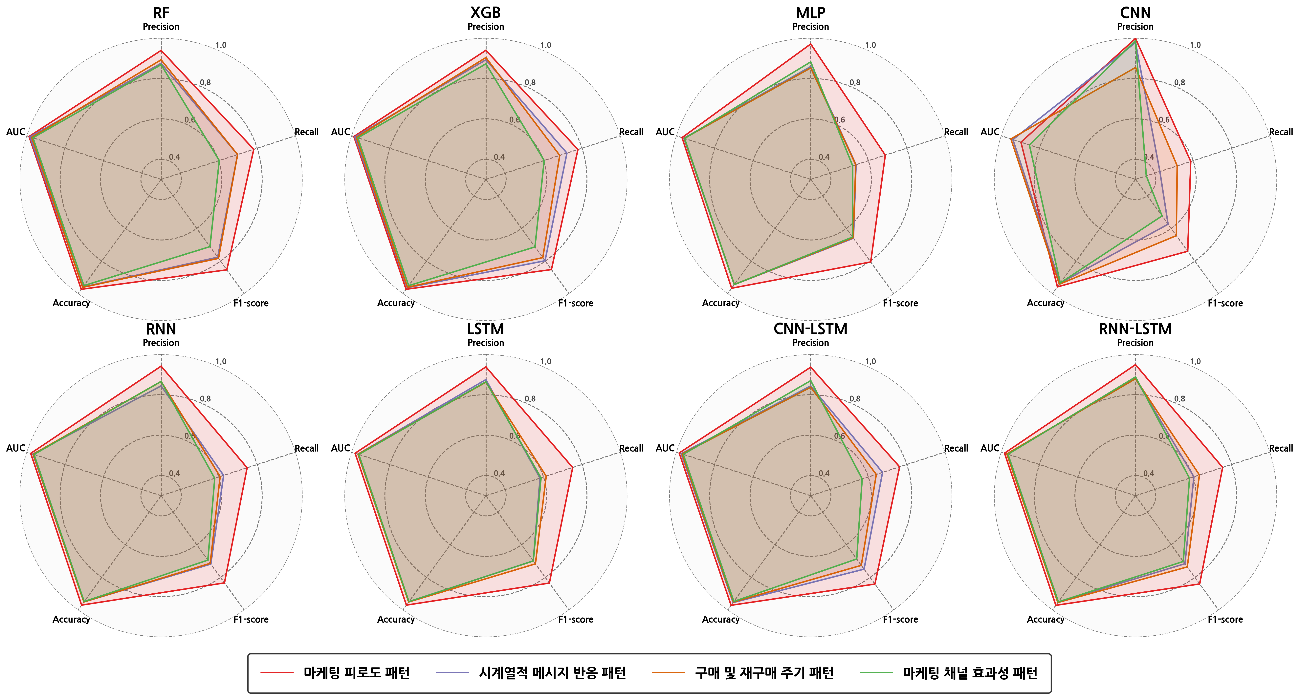 RF
Precision
1.0
0.8
0.6
0.4
AUC
Recall
Accuracy
F1-score
XGB
Precision
1.0
0.8
0.6
0.4
AUC
Recall
Accuracy
F1-score
MLP
Precision
1.0
0.8
0.6
0.4
AUC
Recall
Accuracy
F1-score
CNN
Precision
1.0
0.8
0.6
0.4
AUC
Recall
Accuracy
F1-score
RNN
Precision
1.0
0.8
0.6
0.4
AUC
Recall
Accuracy
F1-score
LSTM
Precision
1.0
0.8
0.6
0.4
AUC
Recall
Accuracy
F1-score
CNN-LSTM
Precision
1.0
0.8
0.6
0.4
AUC
Recall
Accuracy
F1-score
RNN-LSTM
Precision
1.0
0.8
0.6
0.4
AUC
Recall
Accuracy
F1-score
마케팅 피로도 패턴
시계열적 메시지 반응 패턴
구매 및 재구매 주기 패턴
마케팅 채널 효과성 패턴